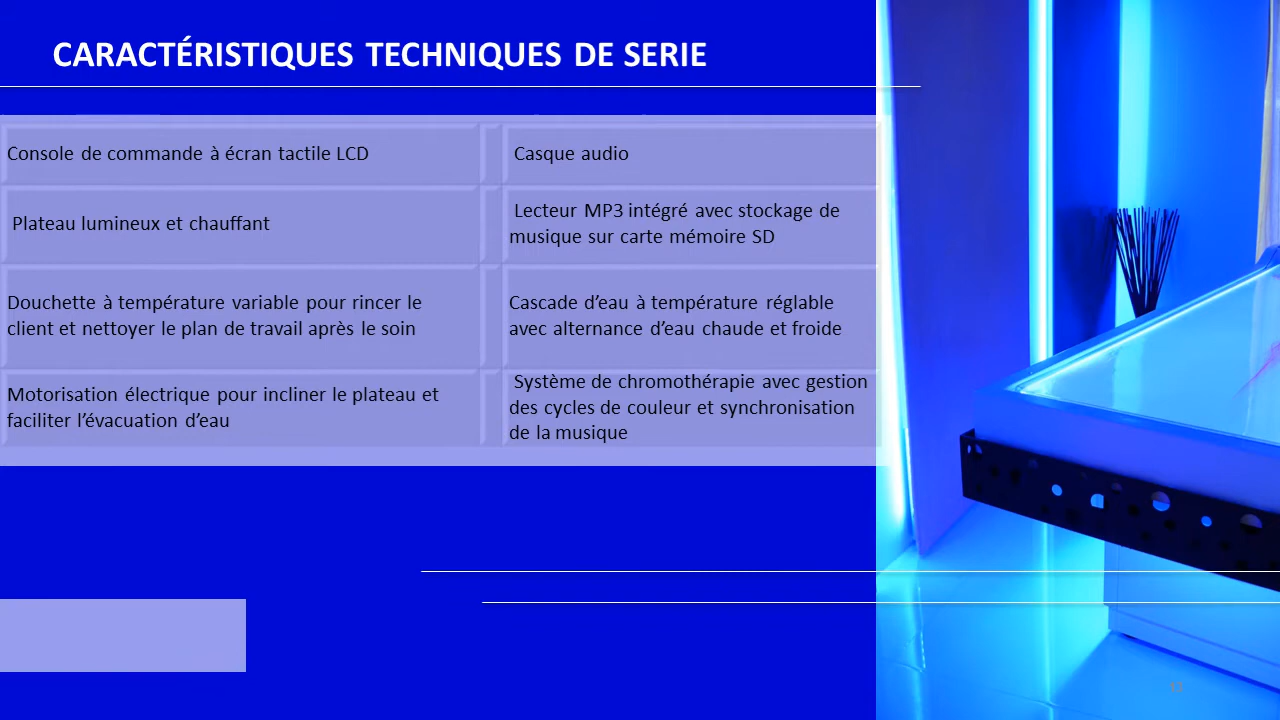 CARACTÉRISTIQUES TECHNIQUES DE SERIE
Console de commande à écran tactile LCD
Casque audio
Plateau lumineux et chauffant
Lecteur MP3 intégré avec stockage de
musique sur carte mémoire SD
Douchette à température variable pour rincer le
client et nettoyer le plan de travail après le soin
Cascade d’eau à température réglable
avec alternance d’eau chaude et froide
Motorisation électrique pour incliner le plateau et
faciliter l’évacuation d’eau
Système de chromothérapie avec gestion
des cycles de couleur et synchronisation
de la musique